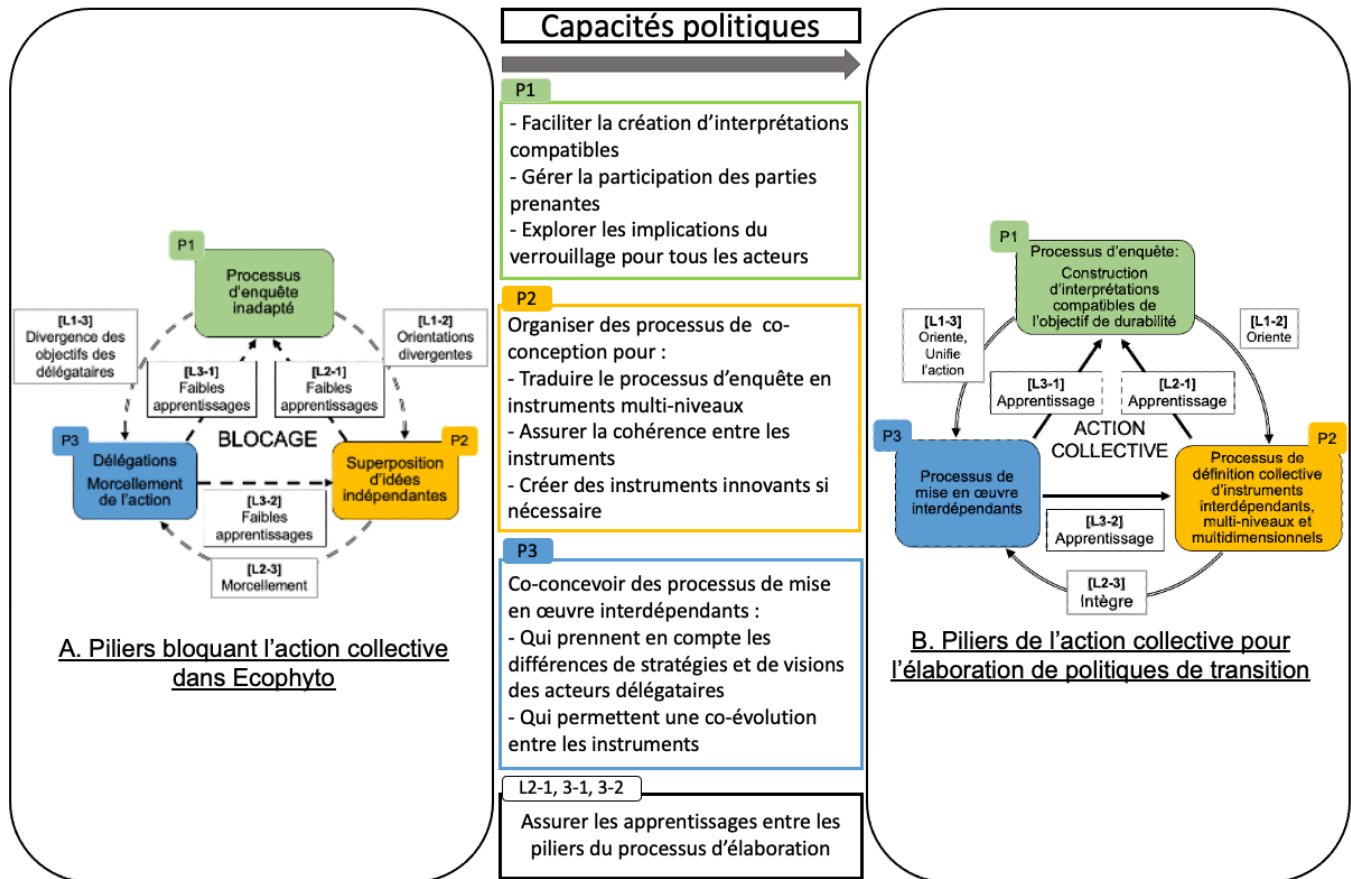 Capacités politiques
P1
Processus
d'enquête
inadapté
[L1-3]
Divergence des
objectifs des
délégataires
[L1-2]
Orientations
divergentes
[L3-1]
Faibles
apprentissages
[L2-1]
Faibles
apprentissages
BLOCAGE
P3
Délégations
Morcellement
de l'action
P2
Superposition
d'idées
indépendantes
[L3-2]
Faibles
apprentissages
[L2-3]
Morcellement
A. Piliers bloquant l'action collective
dans Ecophyto
P1
- Faciliter la création d'interprétations
compatibles
- Gérer la participation des parties
prenantes
- Explorer les implications du
verrouillage pour tous les acteurs
P2
Organiser des processus de co-
conception pour :
- Traduire le processus d'enquête en
instruments multi-niveaux
- Assurer la cohérence entre les
instruments
- Créer des instruments innovants si
nécessaire
P3
Co-concevoir des processus de mise
en œuvre interdépendants :
- Qui prennent en compte les
différences de stratégies et de visions
des acteurs délégataires
- Qui permettent une co-évolution
entre les instruments
L2-1, 3-1, 3-2
Assurer les apprentissages entre les
piliers du processus d'élaboration
P1
Processus d'enquête:
Construction
d'interprétations
compatibles de
l'objectif de durabilité
[L1-3]
Oriente,
Unifie
l'action
[L1-2]
Oriente
[L3-1]
Apprentissage
[L2-1]
Apprentissage
ACTION
COLLECTIVE
P3
Processus de
mise en œuvre
interdépendants
P2
Processus de
définition collective
d'instruments
interdépendants,
multi-niveaux et
multidimensionnels
[L3-2]
Apprentissage
[L2-3]
Intègre
B. Piliers de l'action collective pour
l'élaboration de politiques de transition